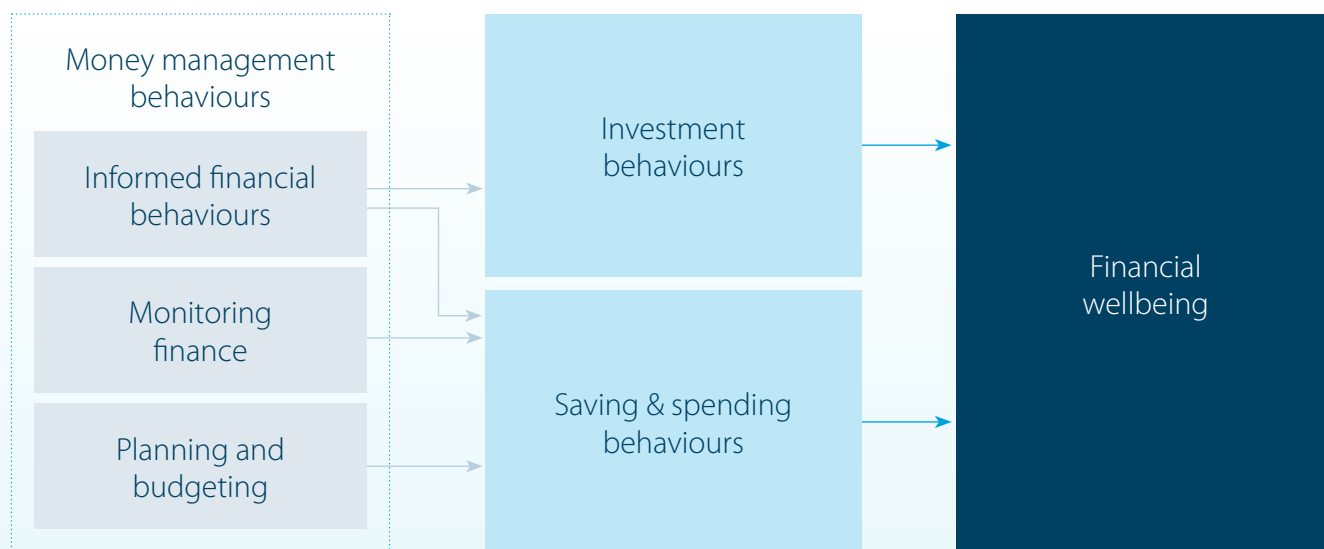 Money management
behaviours
Informed financial
behaviours
Monitoring
finance
Planning and
budgeting
Investment
behaviours
Saving & spending
behaviours
Financial
wellbeing